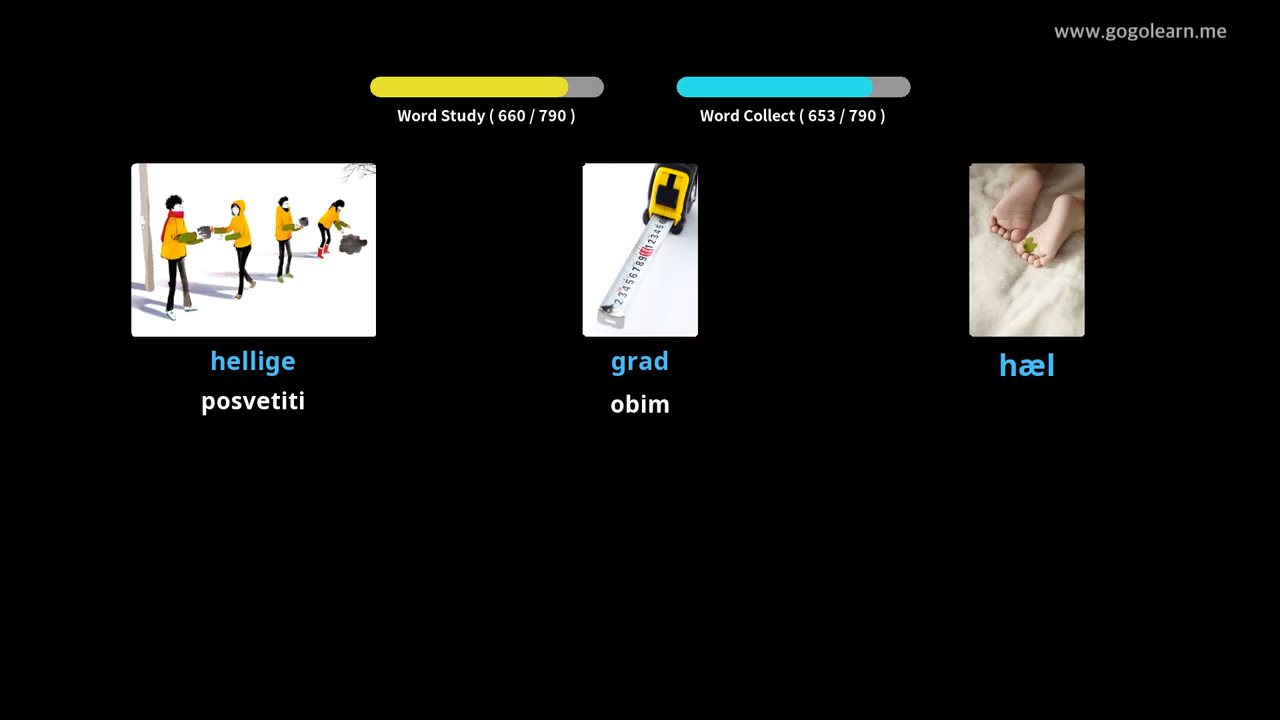 www.gogolearn.me
Word Study ( 660 / 790 )
Word Collect ( 653 / 790 )
hellige
posvetiti
grad
obim
hæl